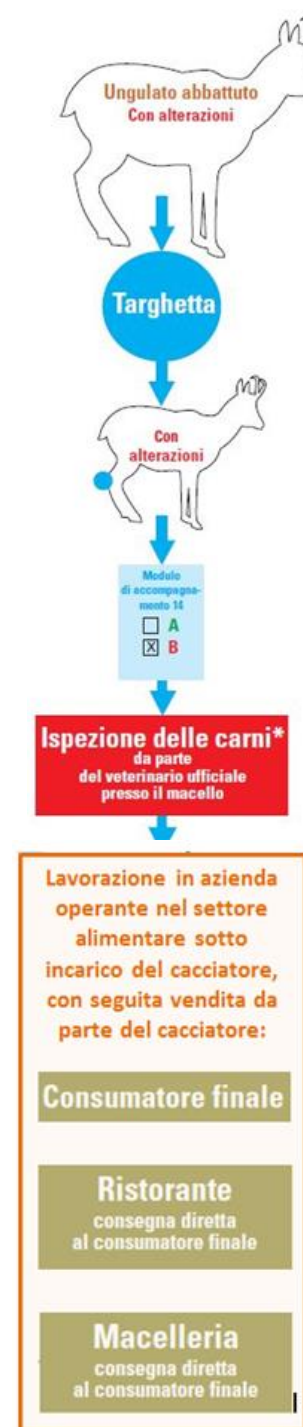 Ungulato abbattuto
Con alterazioni
Targhetta
Con
alterazioni
Modulo
di accompagna-
mento 14
A
X B
Ispezione delle carni*
da parte
del veterinario ufficiale
presso il macello
Lavorazione in azienda
operante nel settore
alimentare sotto
incarico del cacciatore,
con seguita vendita da
parte del cacciatore:
Consumatore finale
Ristorante
consegna diretta
al consumatore finale
Macelleria
consegna diretta
al consumatore finale